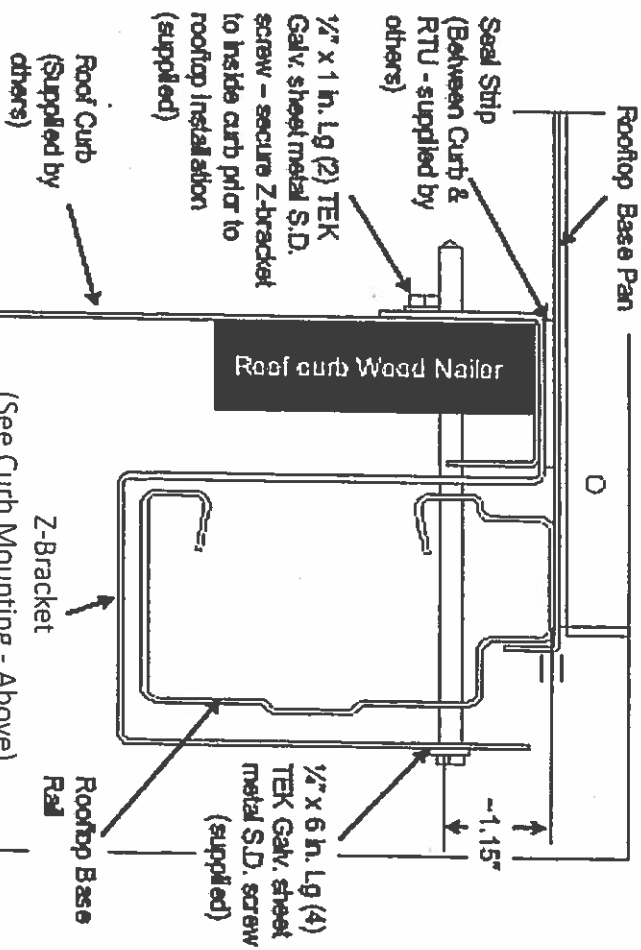 Rooftop Base Pan
Seal Strip
(Between Curb &
RTU - supplied by
others)
¼" x 1 in. Lg (2) TEK
Galv. sheet metal S.D.
screw – secure Z-bracket
to inside curb prior to
rooftop installation
(supplied)
Roof Curb
(Supplied by
others)
Roof curb Wood Nailor
Z-Bracket
(See Curb Mounting - Above)
~1.15"
¼" x 6 in. Lg (4)
TEK Galv. sheet
metal S.D. screw
(supplied)
Rooftop Base
Rail